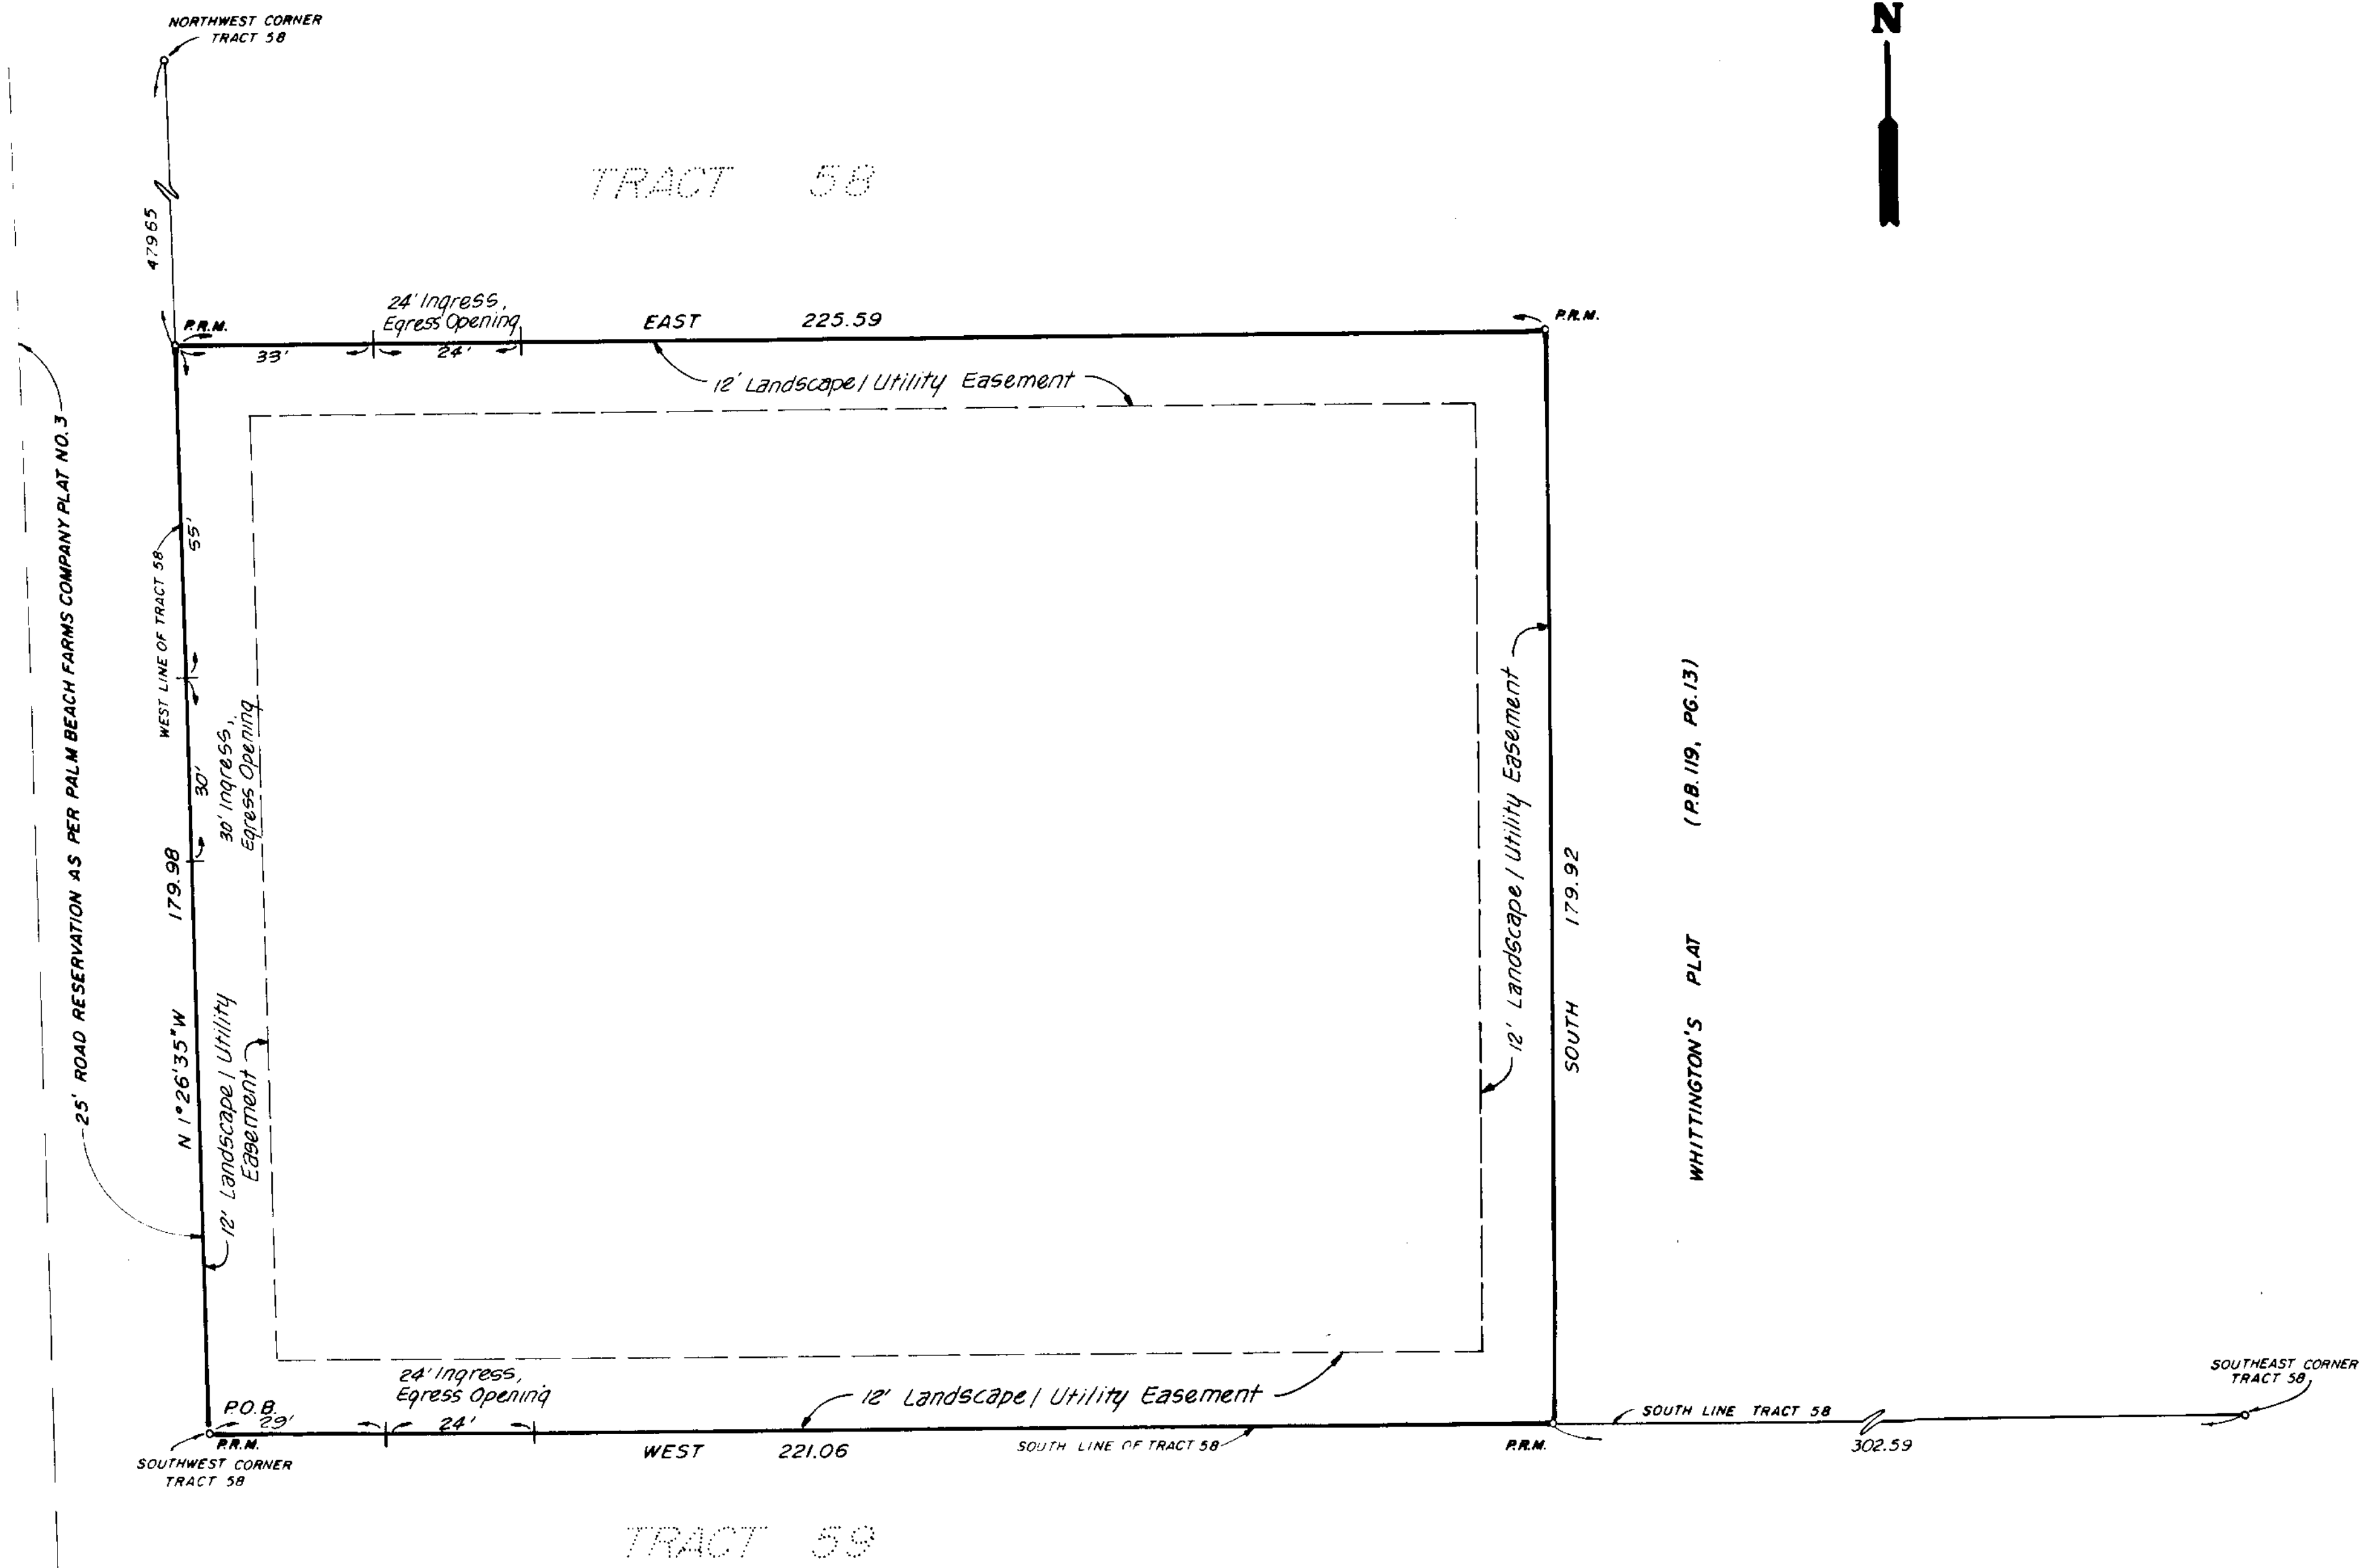 NORTHWEST CORNER
TRACT 58
N
TRACT 58
47965
24' Ingress,
Egress Opening
EAST 225.59
P.R.M.
P.R.M.
33'
24'
12' Landscape / Utility Easement
25' ROAD RESERVATION AS PER PALM BEACH FARMS COMPANY PLAT NO.3
WEST LINE OF TRACT 58
55'
30'
30' Ingress,
Egress Opening
N 1°26'35"W 179.98
12' Landscape / Utility
Easement
12' Landscape / Utility Easement
SOUTH 179.92
WHITTINGTON'S PLAT (P.B. 119, PG. 13)
24' Ingress,
Egress Opening
12' Landscape / Utility Easement
P.O.B.
29'
24'
P.R.M.
SOUTHWEST CORNER
TRACT 58
WEST 221.06
SOUTH LINE OF TRACT 58
P.R.M.
SOUTH LINE TRACT 58
302.59
SOUTHEAST CORNER
TRACT 58
TRACT 59